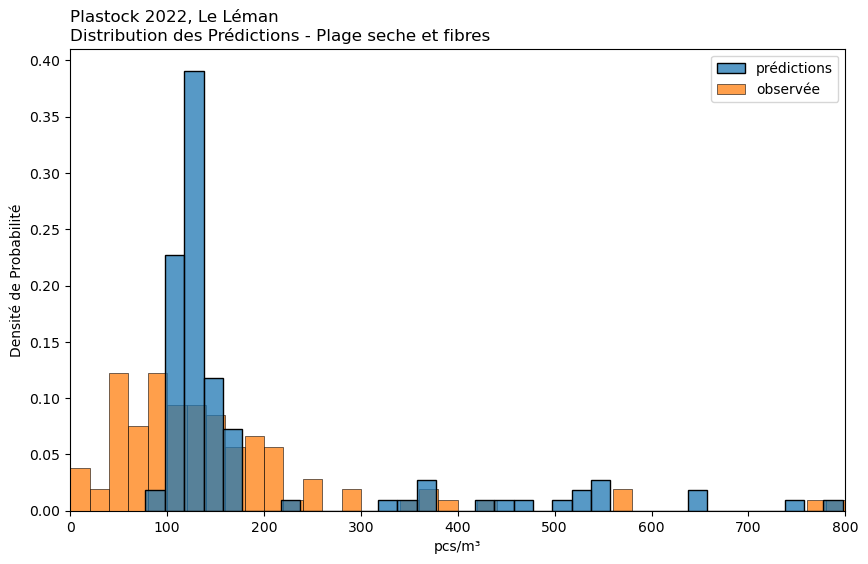 Plastock 2022, Le Léman
Distribution des Prédictions - Plage seche et fibres
prédictions
observée
Densité de Probabilité
0.40
0.35
0.30
0.25
0.20
0.15
0.10
0.05
0.00
0 100 200 300 400 500 600 700 800
pcs/m³